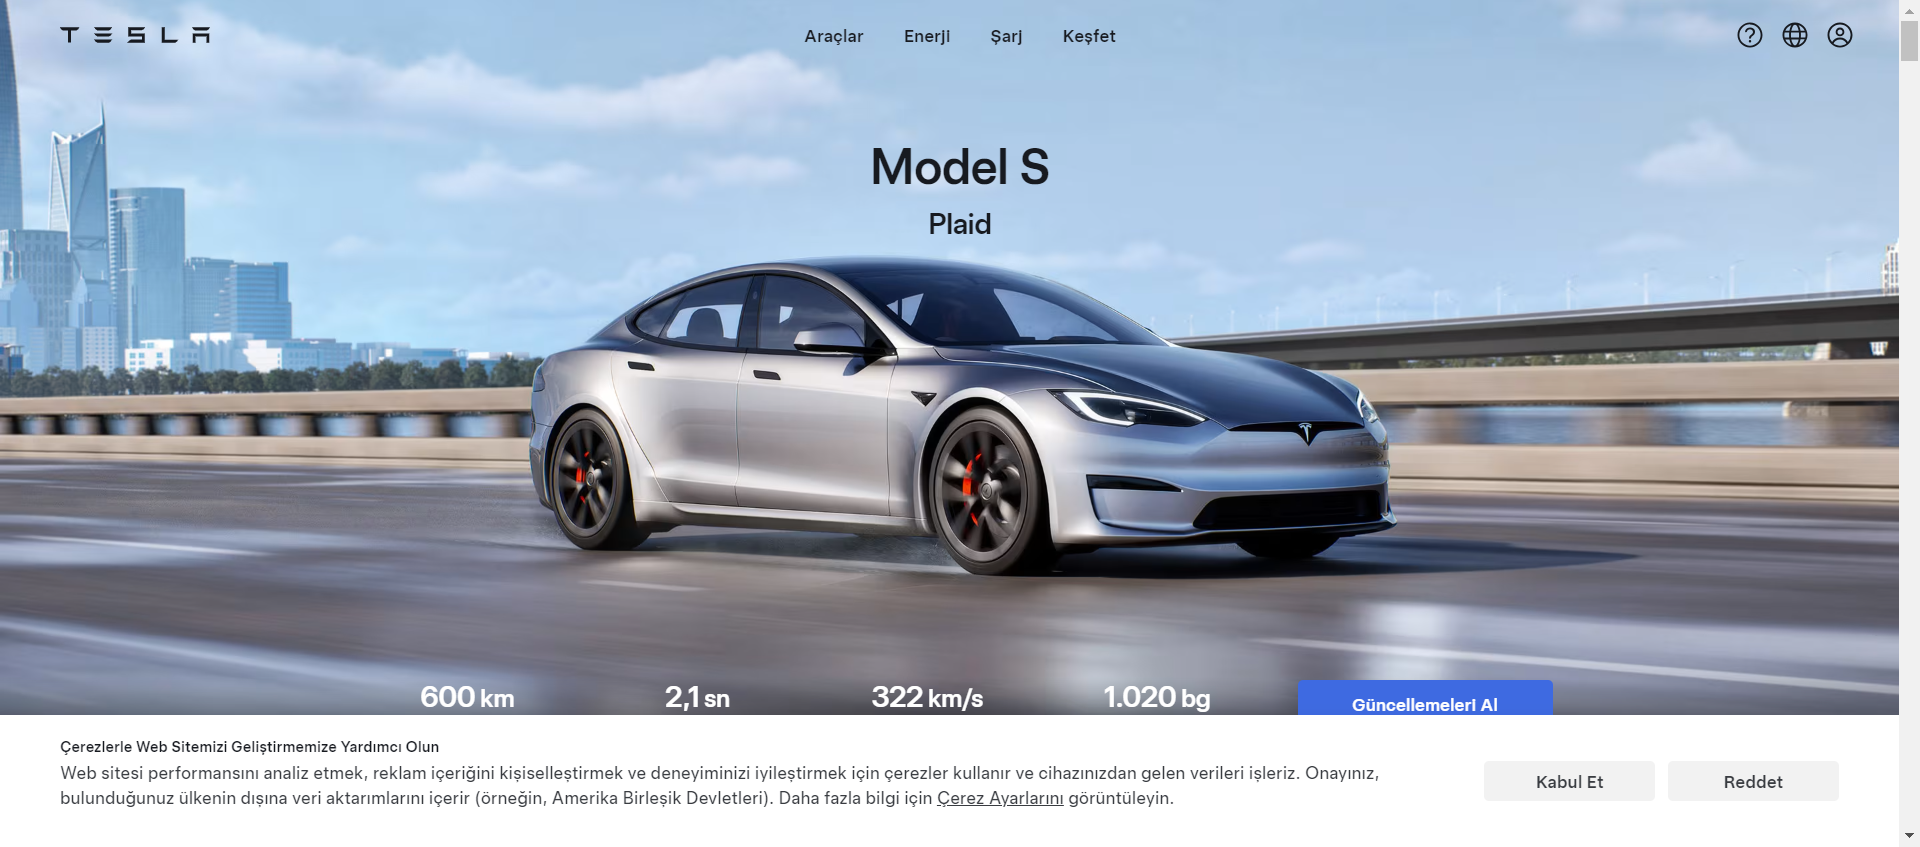 TESLA
Araçlar Enerji Şarj Keşfet
Model S
Plaid
600 km 2,1 sn 322 km/s 1.020 bg Güncellemeleri Al
Çerezlerle Web Sitemizi Geliştirmemize Yardımcı Olun
Web sitesi performansını analiz etmek, reklam içeriğini kişiselleştirmek ve deneyiminizi iyileştirmek için çerezler kullanır ve cihazınızdan gelen verileri işleriz. Onayınız,
bulunduğunuz ülkenin dışına veri aktarımlarını içerir (örneğin, Amerika Birleşik Devletleri). Daha fazla bilgi için Çerez Ayarlarını görüntüleyin.
Kabul Et Reddet